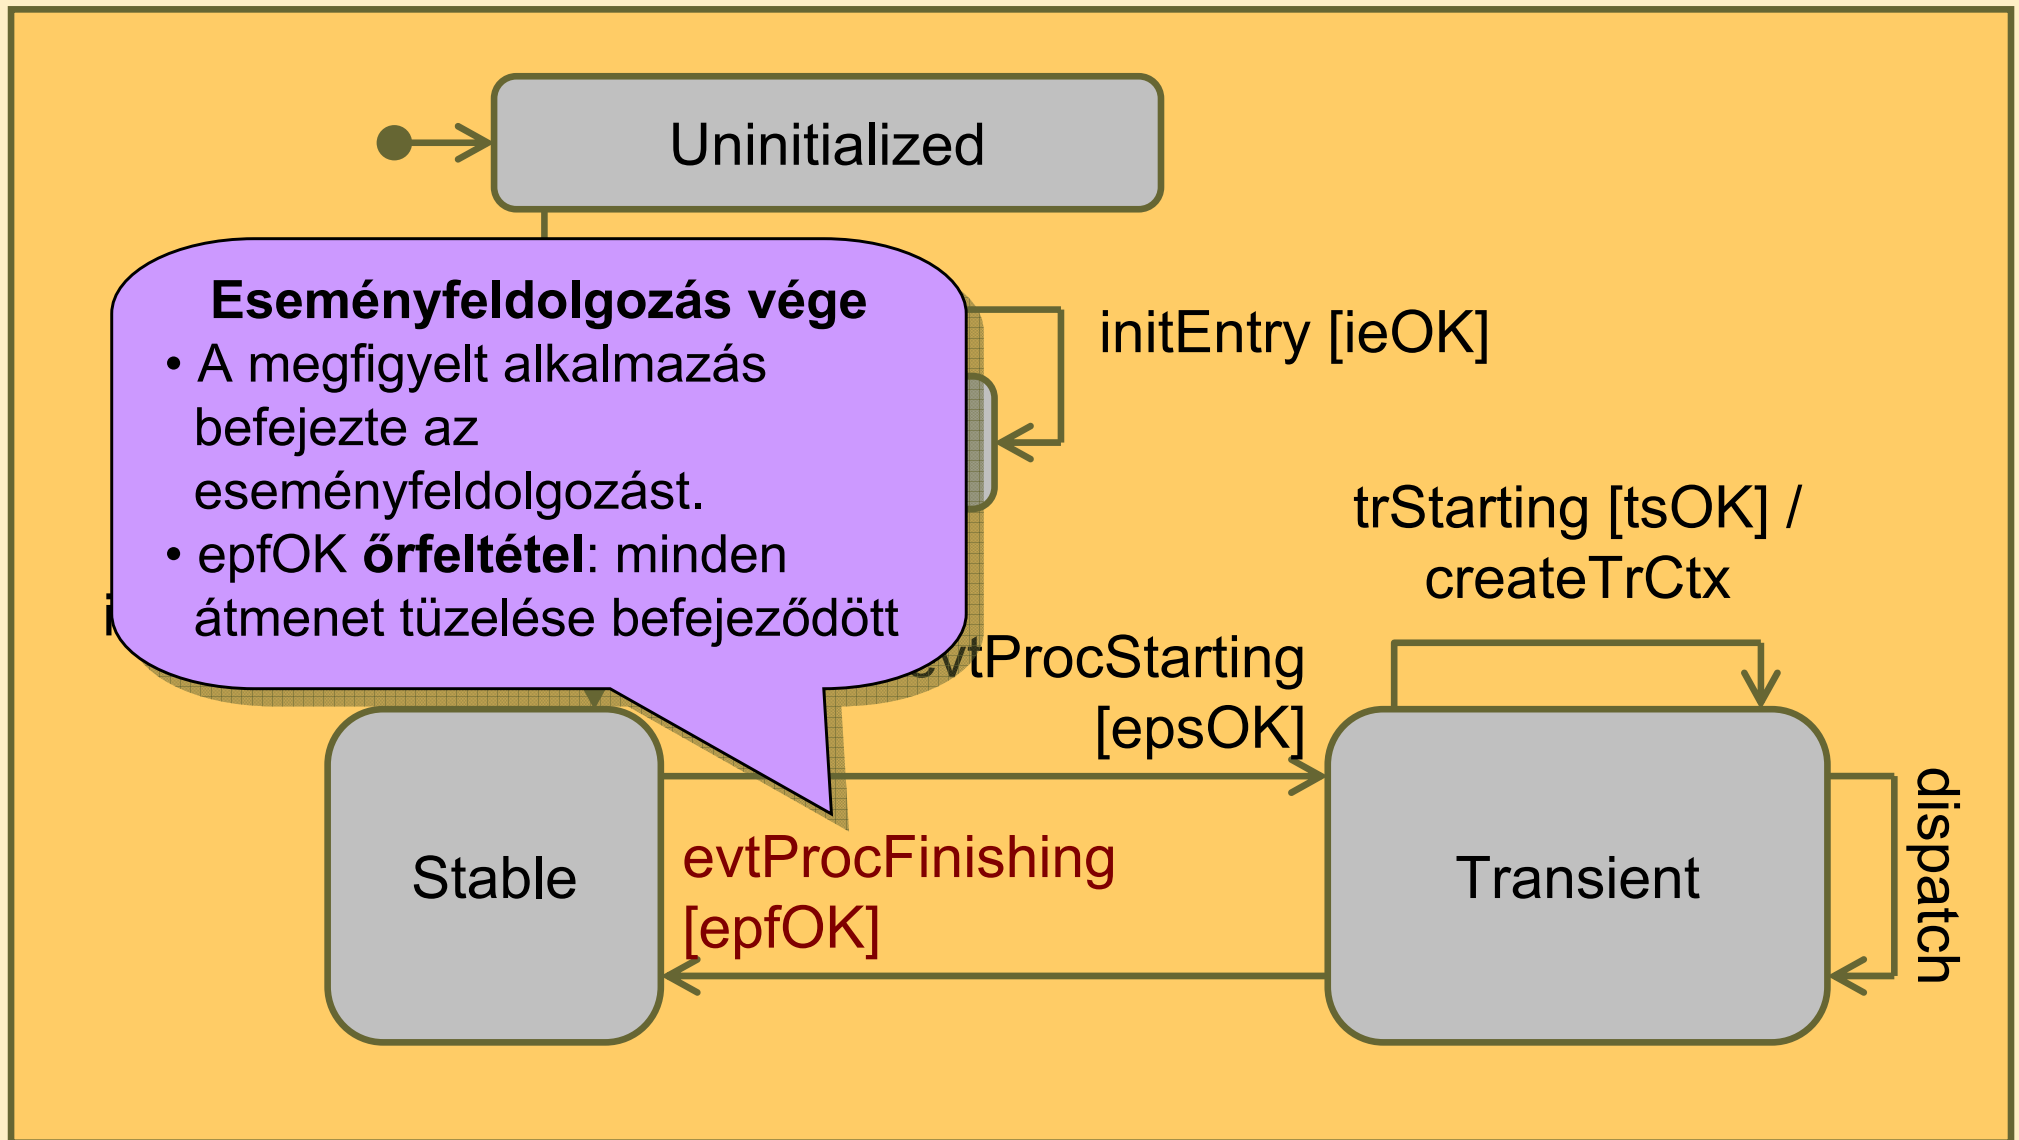 Uninitialized
Eseményfeldolgozás vége
• A megfigyelt alkalmazás
befejezte az
eseményfeldolgozást.
• epfOK őrfeltétel: minden
átmenet tüzelése befejeződött
initEntry [ieOK]
trStarting [tsOK] /
createTrCtx
evtProcStarting
[epsOK]
Stable
evtProcFinishing
[epfOK]
Transient
dispatch